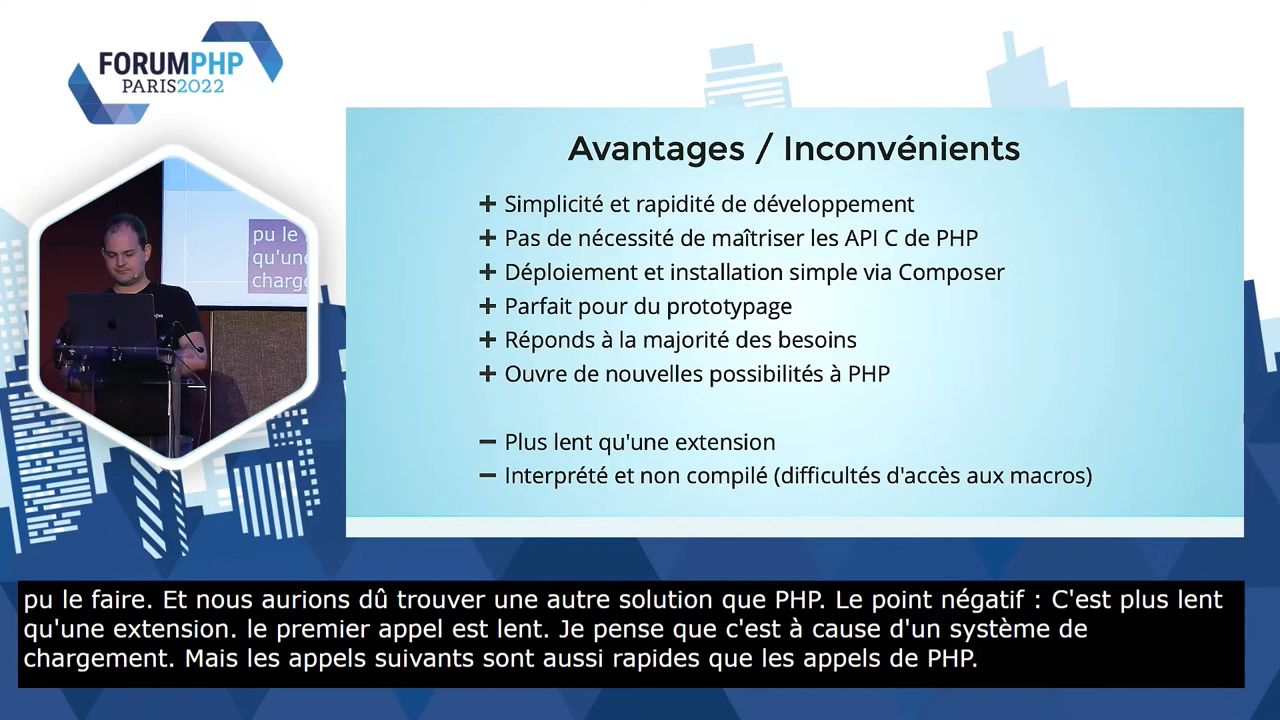 FORUMPHP
PARIS2022
pu le
qu'une
charge
Avantages / Inconvénients
+ Simplicité et rapidité de développement
+ Pas de nécessité de maîtriser les API C de PHP
+ Déploiement et installation simple via Composer
+ Parfait pour du prototypage
+ Réponds à la majorité des besoins
+ Ouvre de nouvelles possibilités à PHP
− Plus lent qu'une extension
− Interprété et non compilé (difficultés d'accès aux macros)
pu le faire. Et nous aurions dû trouver une autre solution que PHP. Le point négatif : C'est plus lent
qu'une extension. le premier appel est lent. Je pense que c'est à cause d'un système de
chargement. Mais les appels suivants sont aussi rapides que les appels de PHP.